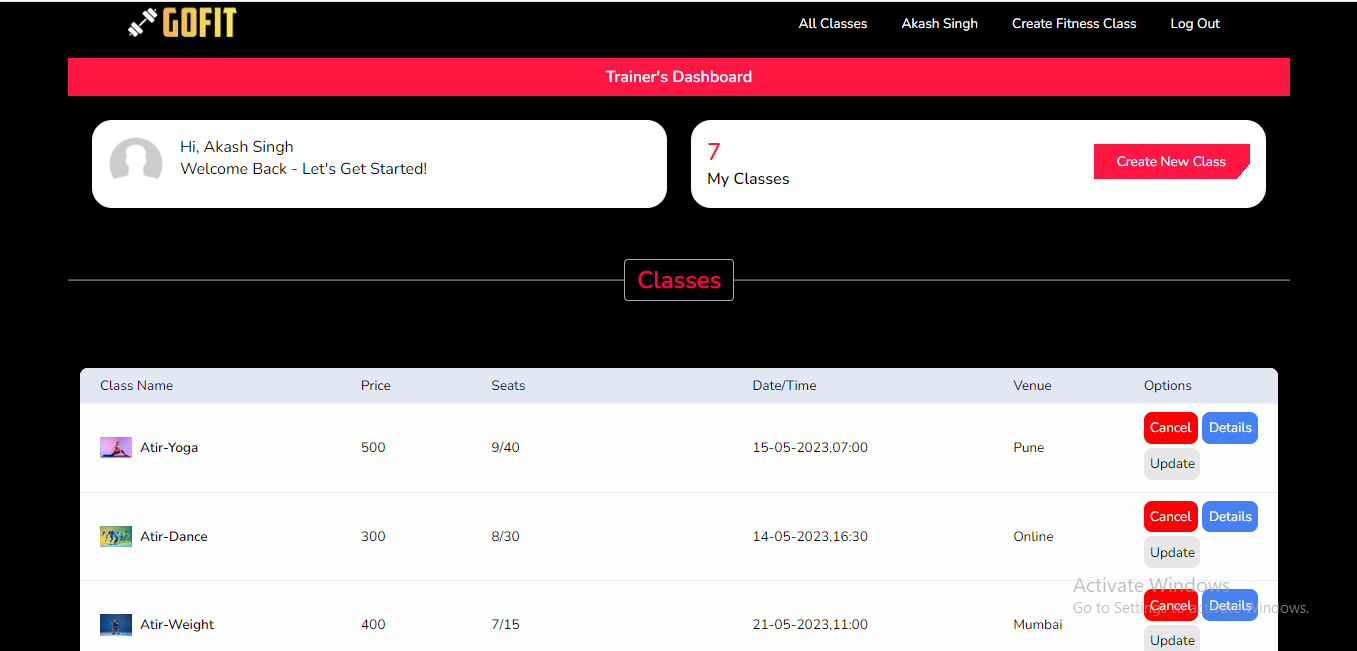 GOFIT
All Classes Akash Singh Create Fitness Class Log Out
Trainer's Dashboard
Hi, Akash Singh
Welcome Back - Let's Get Started!
7
My Classes
Create New Class
Classes
Class Name Price Seats Date/Time Venue Options
Atir-Yoga 500 9/40 15-05-2023,07:00 Pune Cancel Details
Update
Atir-Dance 300 8/30 14-05-2023,16:30 Online Cancel Details
Update
Activate Windows
Go to Settings to activate Windows.
Atir-Weight 400 7/15 21-05-2023,11:00 Mumbai Cancel Details
Update